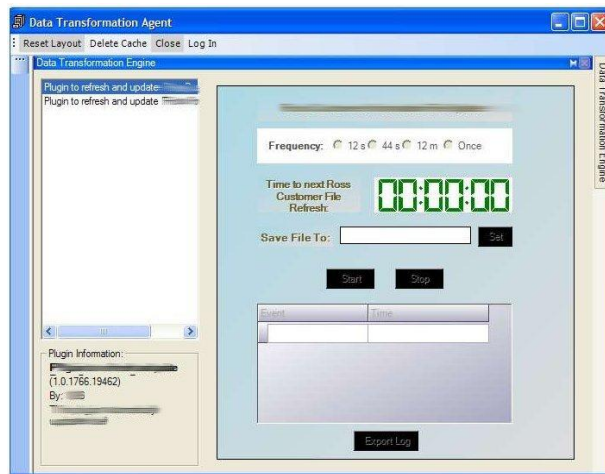 Data Transformation Agent
Reset Layout Delete Cache Close Log In
Data Transformation Engine
Plugin to refresh and update
Plugin to refresh and update
Frequency: 12 s 44 s 12 m Once
Time to next Ross
Customer File
Refresh:
00:00:00
Save File To: Set
Start Stop
Event Time
Export Log
Plugin Information:
(1.0.1766.19462)
By:
Data Transformation Engine